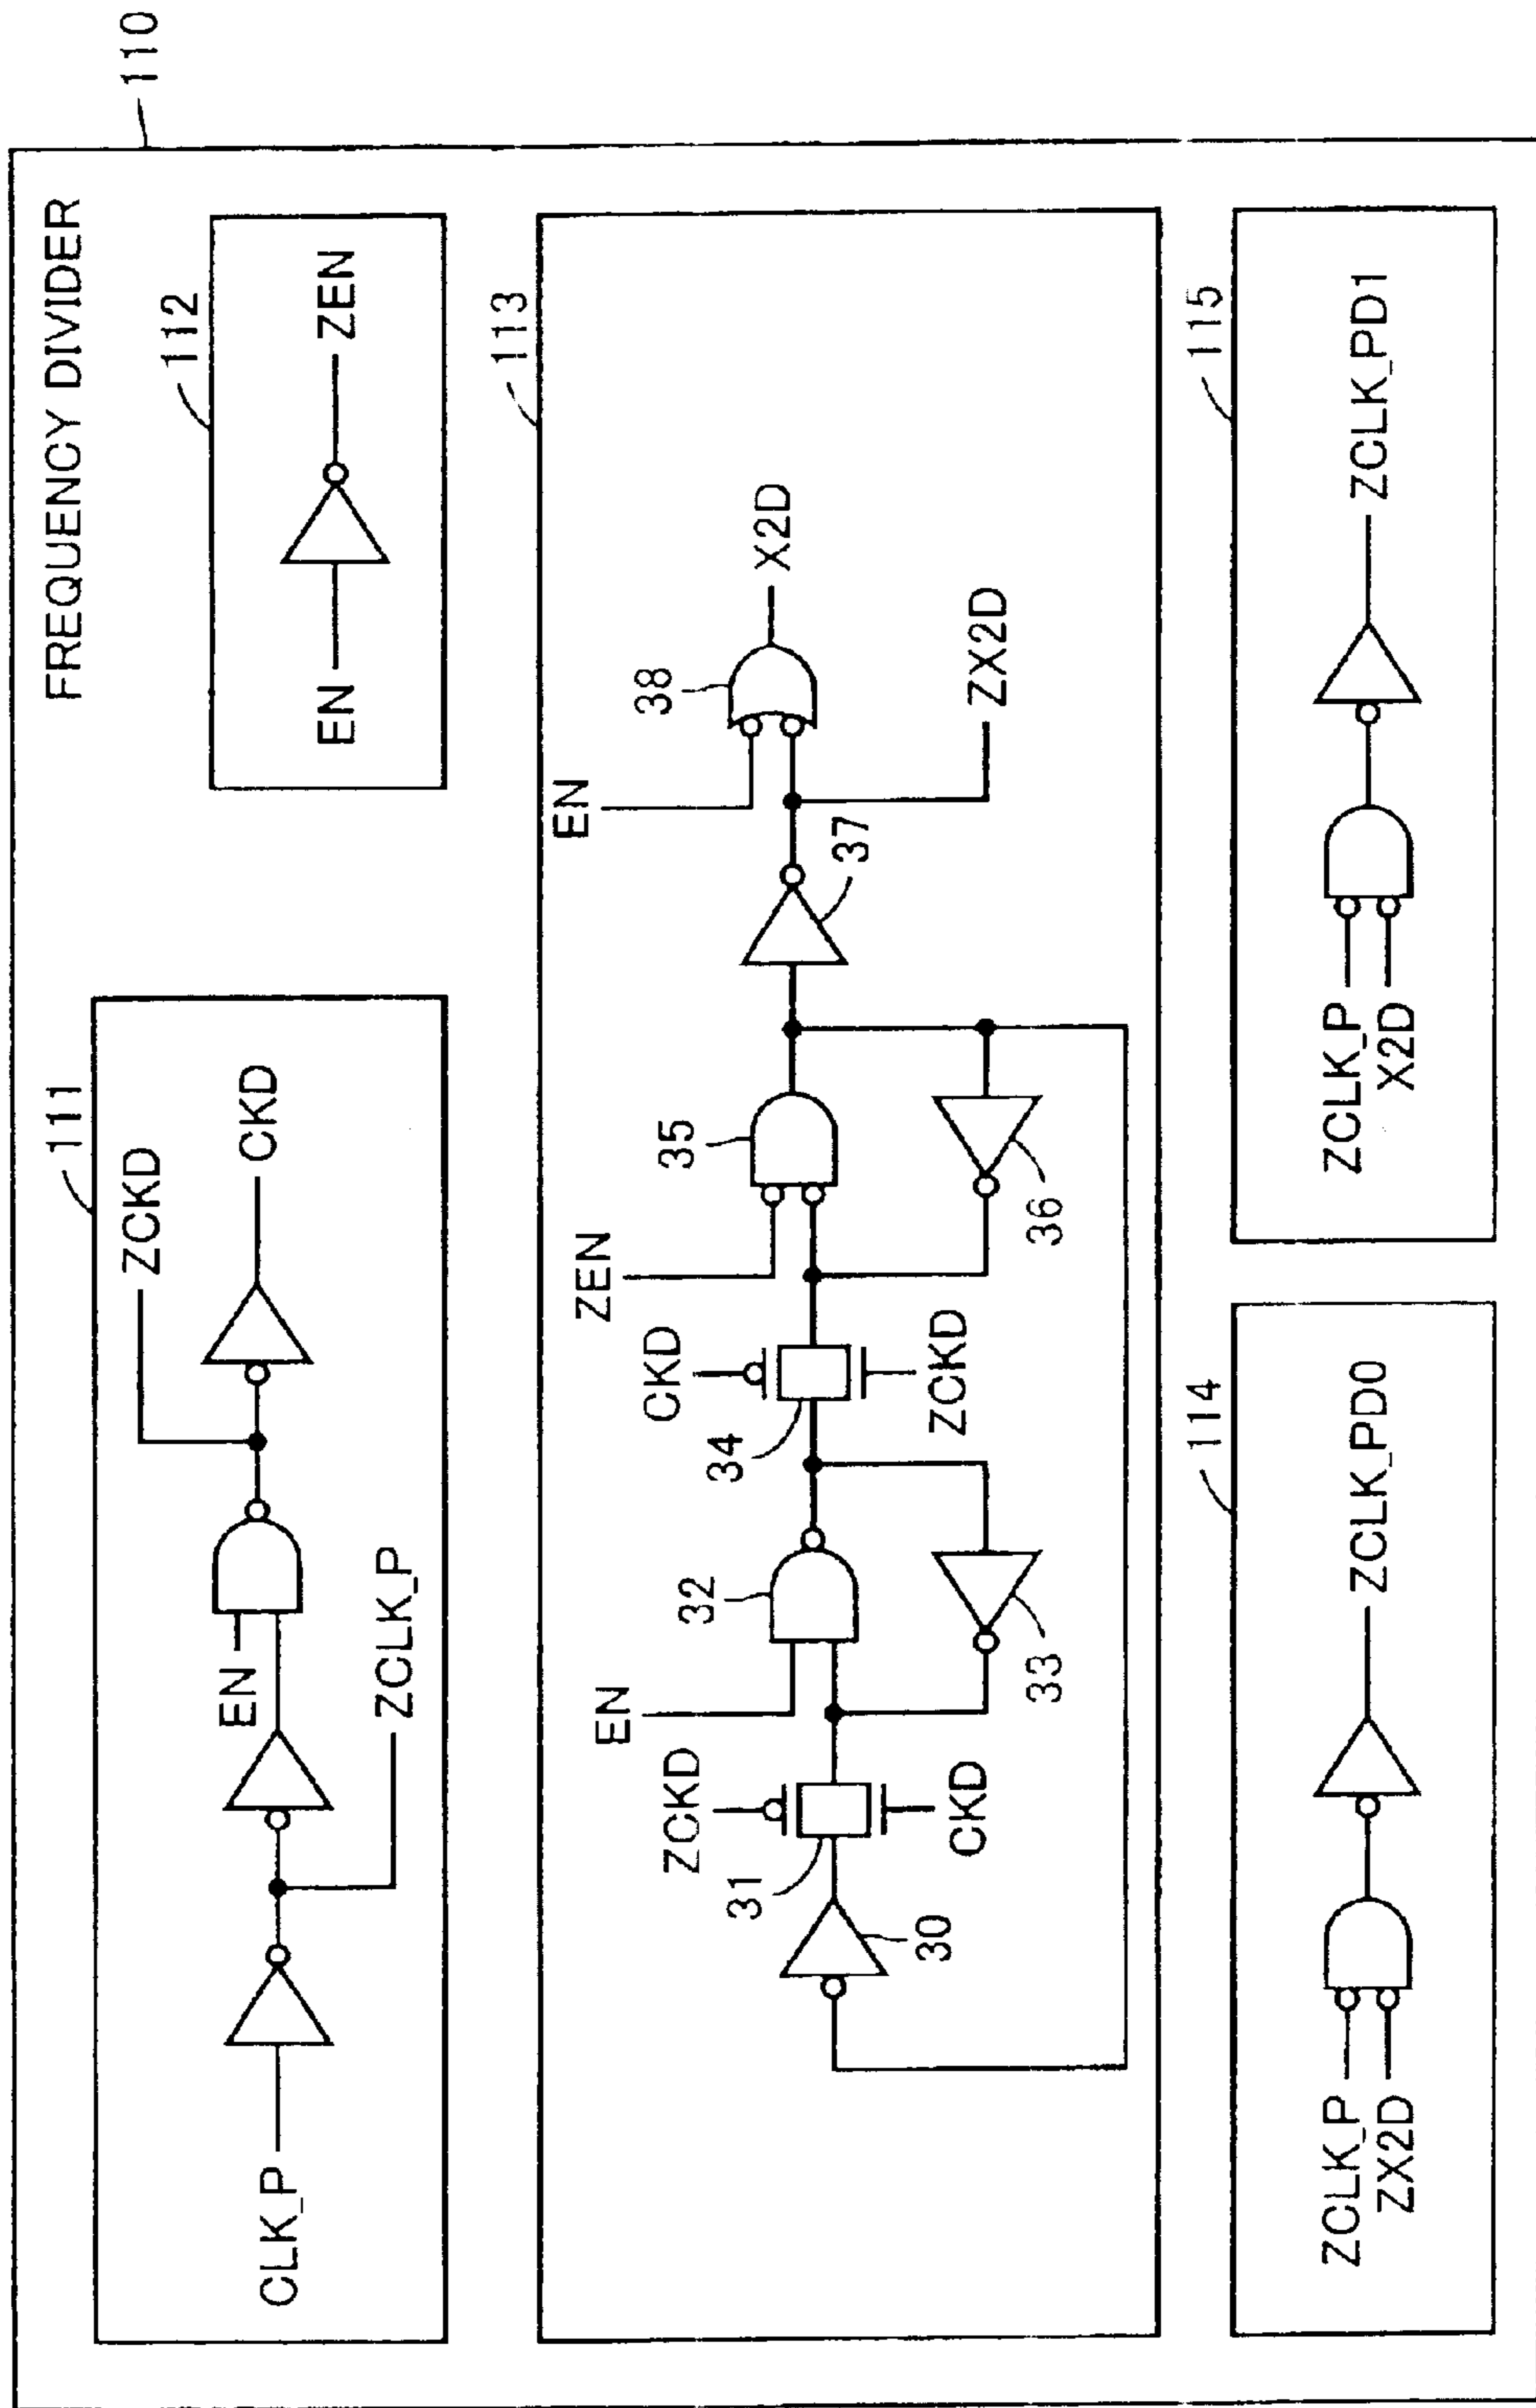 FREQUENCY DIVIDER
110
111
CLK_P
ZCLK_P
EN
ZCKD
CKD
112
EN
ZEN
113
30
ZCKD
31
CKD
EN
32
33
CKD
34
ZCKD
ZEN
35
36
37
EN
38
X2D
ZX2D
114
ZCLK_P
ZX2D
ZCLK_PD0
115
ZCLK_P
X2D
ZCLK_PD1